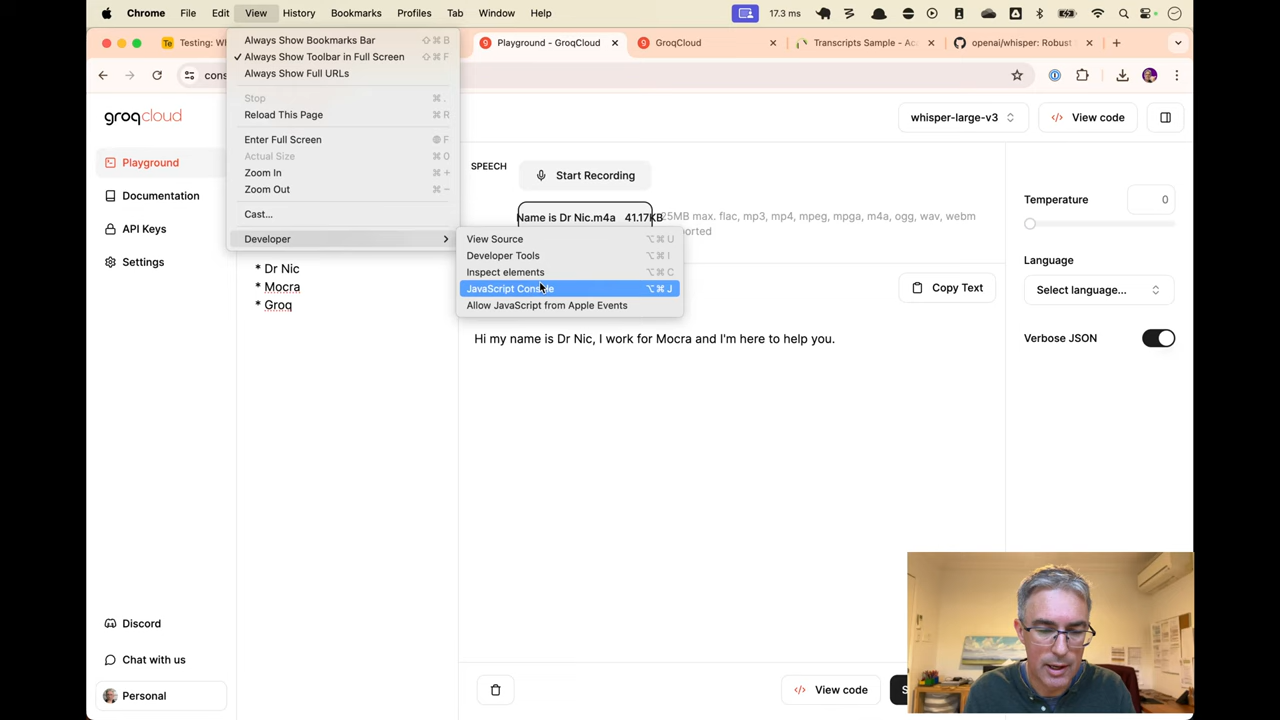 Chrome File Edit View History Bookmarks Profiles Tab Window Help 17.3 ms
Te Testing: Wh
Playground - GroqCloud
GroqCloud
Transcripts Sample - Acc
openai/whisper: Robust
cons
groqcloud
whisper-large-v3
View code
Playground
Documentation
API Keys
Settings
Always Show Bookmarks Bar ⇧⌘B
✓ Always Show Toolbar in Full Screen ⇧⌘F
Always Show Full URLs
Stop ⌘.
Reload This Page ⌘R
Enter Full Screen F
Actual Size ⌘0
Zoom In ⌘+
Zoom Out ⌘−
Cast...
Developer
View Source ⌥⌘U
Developer Tools ⌥⌘I
Inspect elements ⌥⌘C
JavaScript Console ⌥⌘J
Allow JavaScript from Apple Events
SPEECH
Start Recording
Name is Dr Nic.m4a 41.17KB
25MB max. flac, mp3, mp4, mpeg, mpga, m4a, ogg, wav, webm
orted
* Dr Nic
* Mocra
* Groq
Copy Text
Hi my name is Dr Nic, I work for Mocra and I'm here to help you.
Temperature 0
Language
Select language...
Verbose JSON
Discord
Chat with us
Personal
View code
S